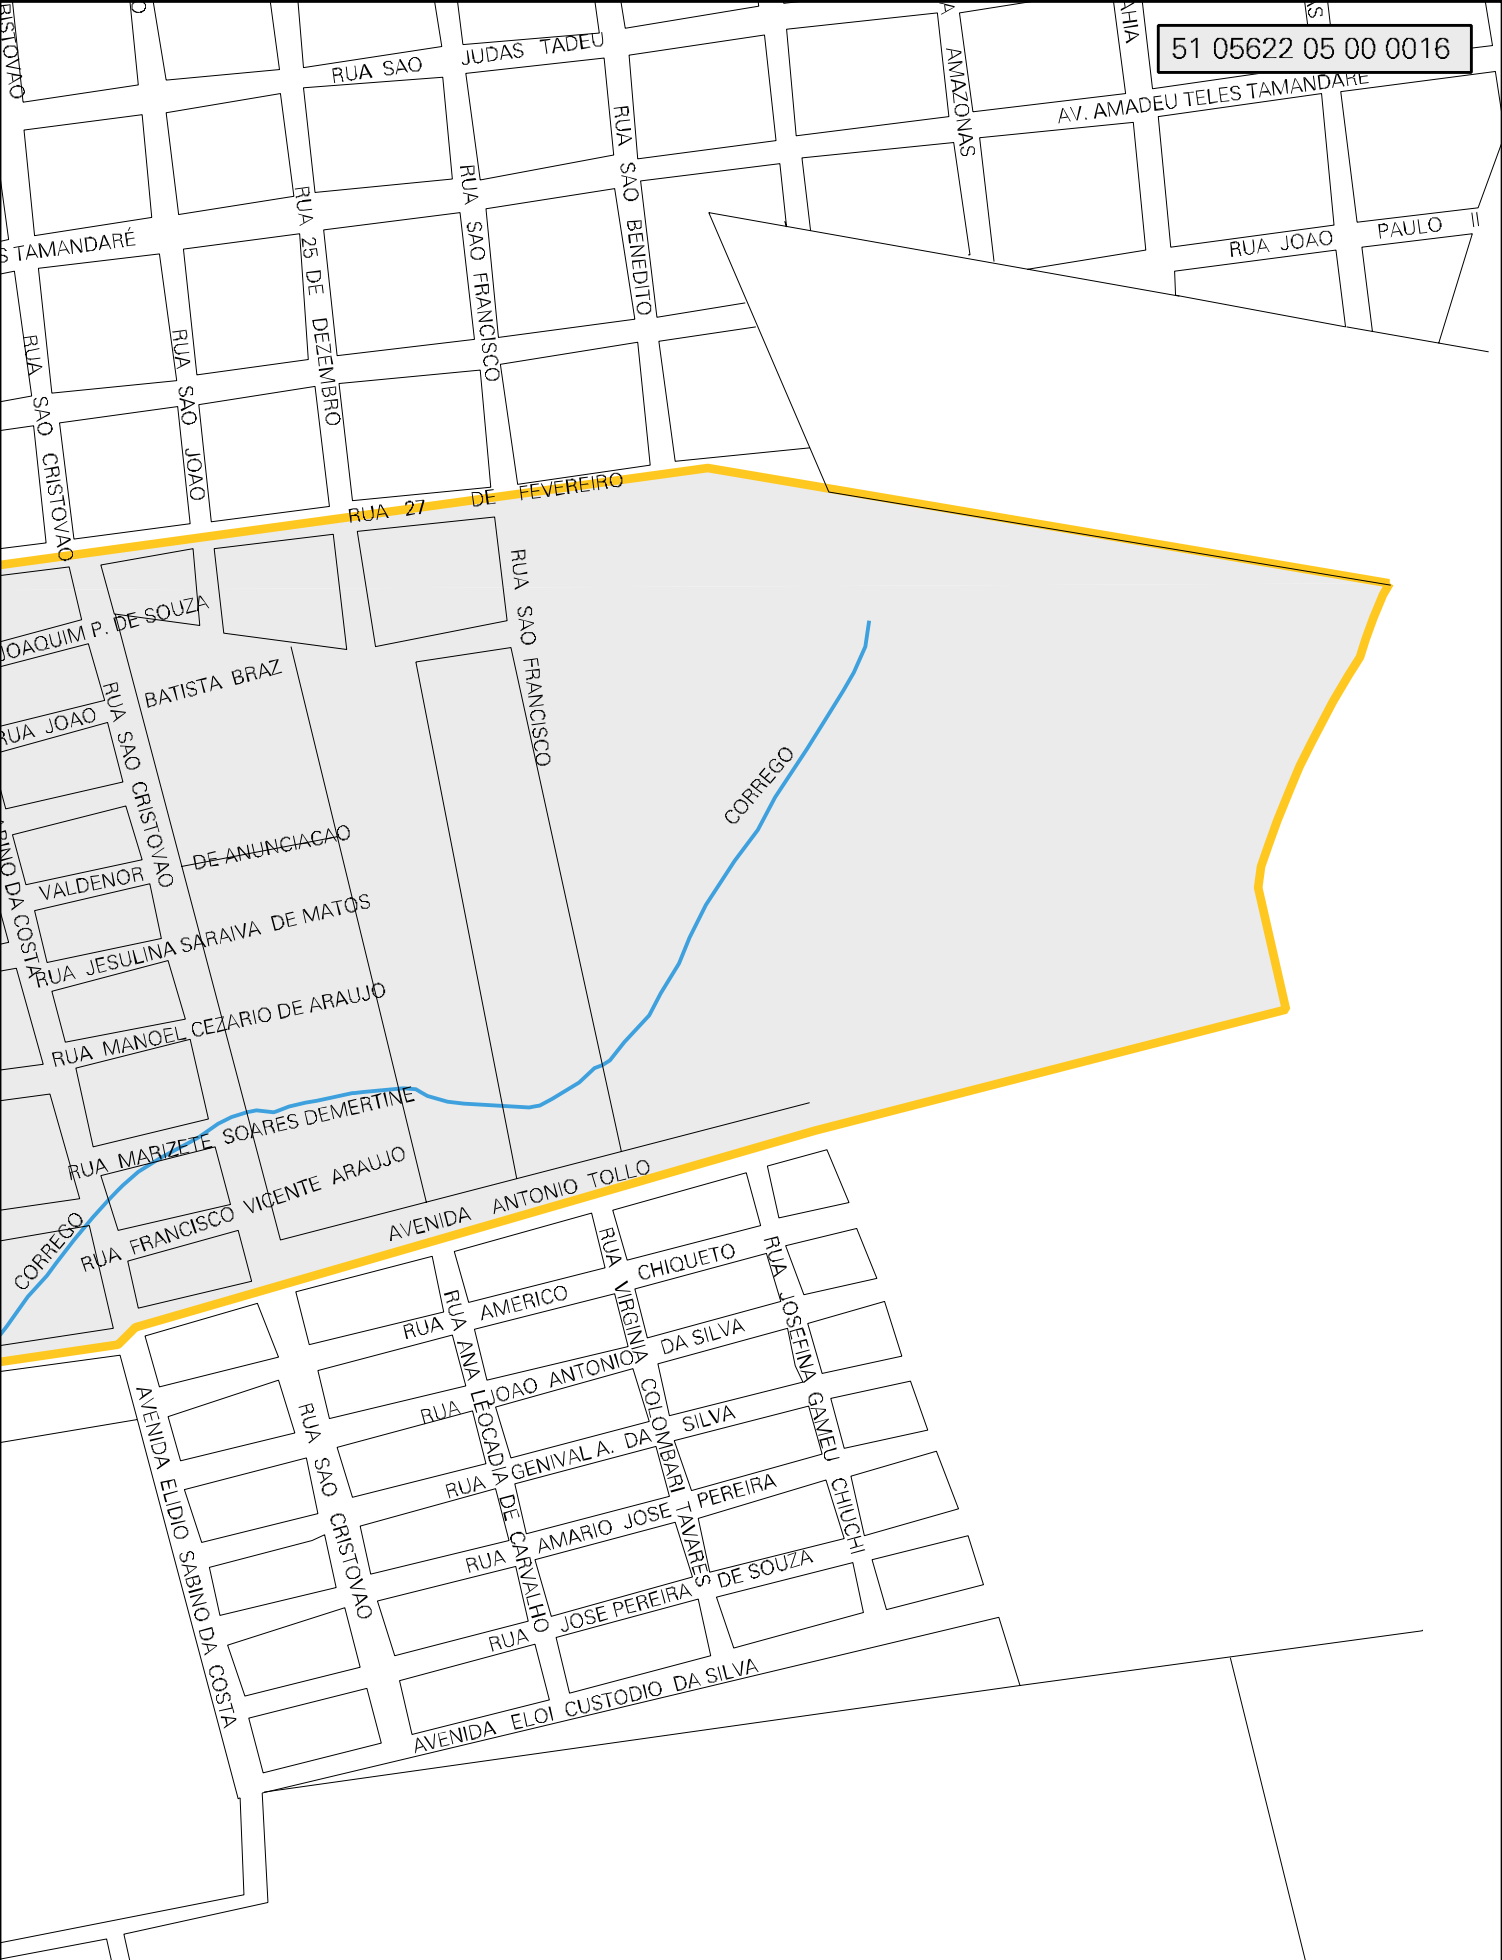 51 05622 05 00 0016
RISTOVAO
O
RUA SAO JUDAS TADEU
A AMAZONAS
AHIA
AS
AV. AMADEU TELES TAMANDARE
RUA JOAO PAULO II
S TAMANDARÉ
RUA SAO CRISTOVAO
RUA SAO JOAO
RUA 25 DE DEZEMBRO
RUA SAO FRANCISCO
RUA SAO BENEDITO
RUA 27 DE FEVEREIRO
JOAQUIM P. DE SOUZA
RUA JOAO BATISTA BRAZ
RUA SAO CRISTOVAO
RUA SAO FRANCISCO
CORREGO
BINO DA COSTA
VALDENOR DE ANUNCIACAO
RUA JESULINA SARAIVA DE MATOS
RUA MANOEL CEZARIO DE ARAUJO
RUA MARIZETE SOARES DEMERTINE
RUA FRANCISCO VICENTE ARAUJO
CORREGO
AVENIDA ANTONIO TOLLO
RUA AMERICO CHIQUETO
RUA JOAO ANTONIO DA SILVA
RUA GENIVAL A. DA SILVA
RUA AMARIO JOSE PEREIRA
RUA JOSE PEREIRA DE SOUZA
AVENIDA ELOI CUSTODIO DA SILVA
AVENIDA ELIDIO SABINO DA COSTA
RUA SAO CRISTOVAO
RUA ANA LEOCADIA DE CARVALHO
RUA VIRGINIA COLOMBARI TAVARES
RUA JOSEFINA GAMEU CHIUCHI